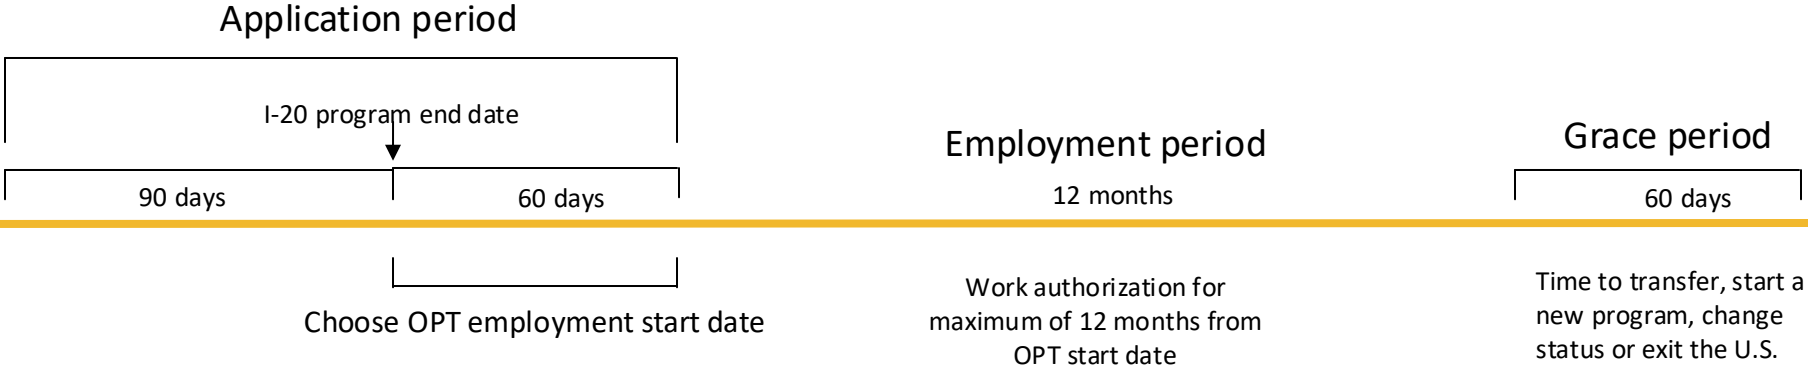 Application period
I-20 program end date
90 days
60 days
Choose OPT employment start date
Employment period
12 months
Work authorization for
maximum of 12 months from
OPT start date
Grace period
60 days
Time to transfer, start a
new program, change
status or exit the U.S.